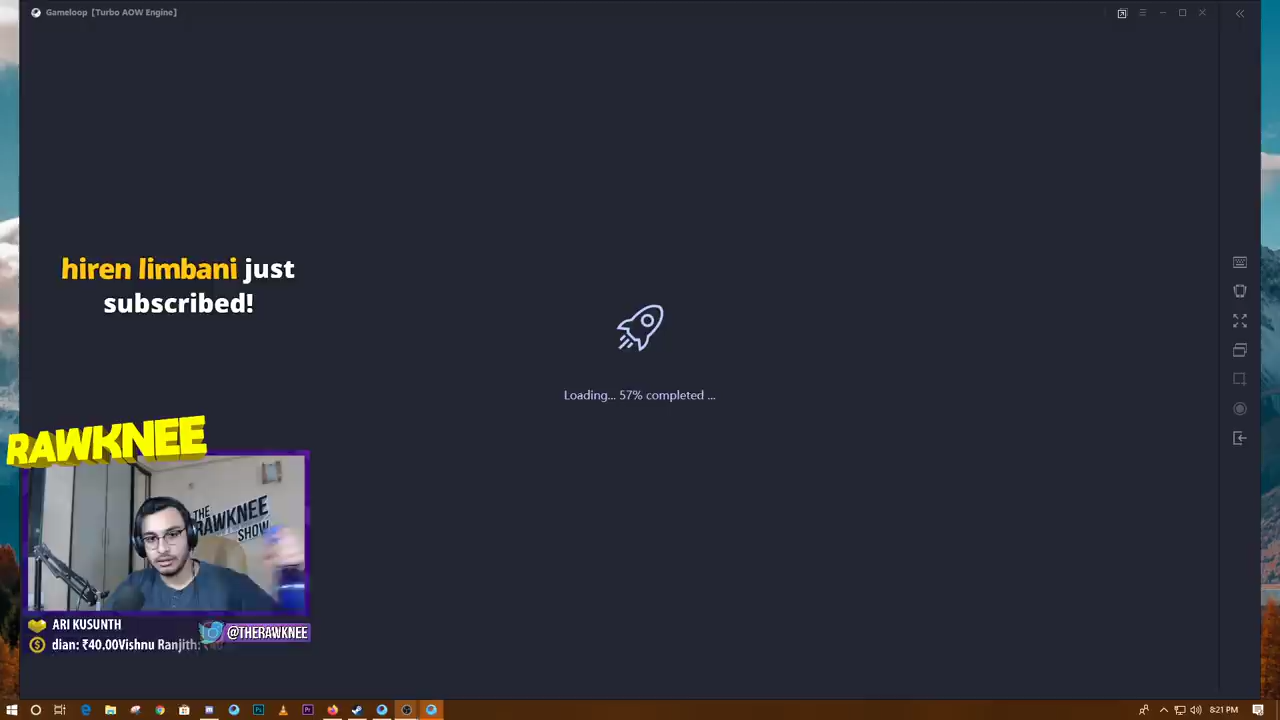 Gameloop [Turbo AOW Engine]
hiren limbani just
subscribed!
Loading... 57% completed ...
RAWKNEE
THE
RAWKNEE
SHOW
ARI KUSUNTH
@THERAWKNEE
dian: ₹40.00Vishnu Ranjith:
8:21 PM